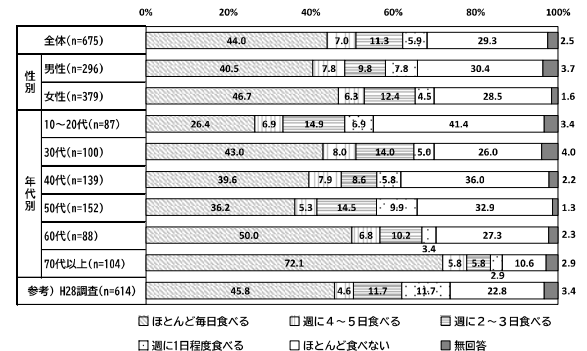 0% 20% 40% 60% 80% 100%
全体(n=675) 44.0 7.0 11.3 5.9 29.3 2.5
性別
男性(n=296) 40.5 7.8 9.8 7.8 30.4 3.7
女性(n=379) 46.7 6.3 12.4 4.5 28.5 1.6
年代別
10～20代(n=87) 26.4 6.9 14.9 6.9 41.4 3.4
30代(n=100) 43.0 8.0 14.0 5.0 26.0 4.0
40代(n=139) 39.6 7.9 8.6 5.8 36.0 2.2
50代(n=152) 36.2 5.3 14.5 9.9 32.9 1.3
60代(n=88) 50.0 6.8 10.2 3.4 27.3 2.3
70代以上(n=104) 72.1 5.8 5.8 2.9 10.6 2.9
参考）H28調査(n=614) 45.8 4.6 11.7 11.7 22.8 3.4
ほとんど毎日食べる 週に４～５日食べる 週に２～３日食べる
週に1日程度食べる ほとんど食べない 無回答